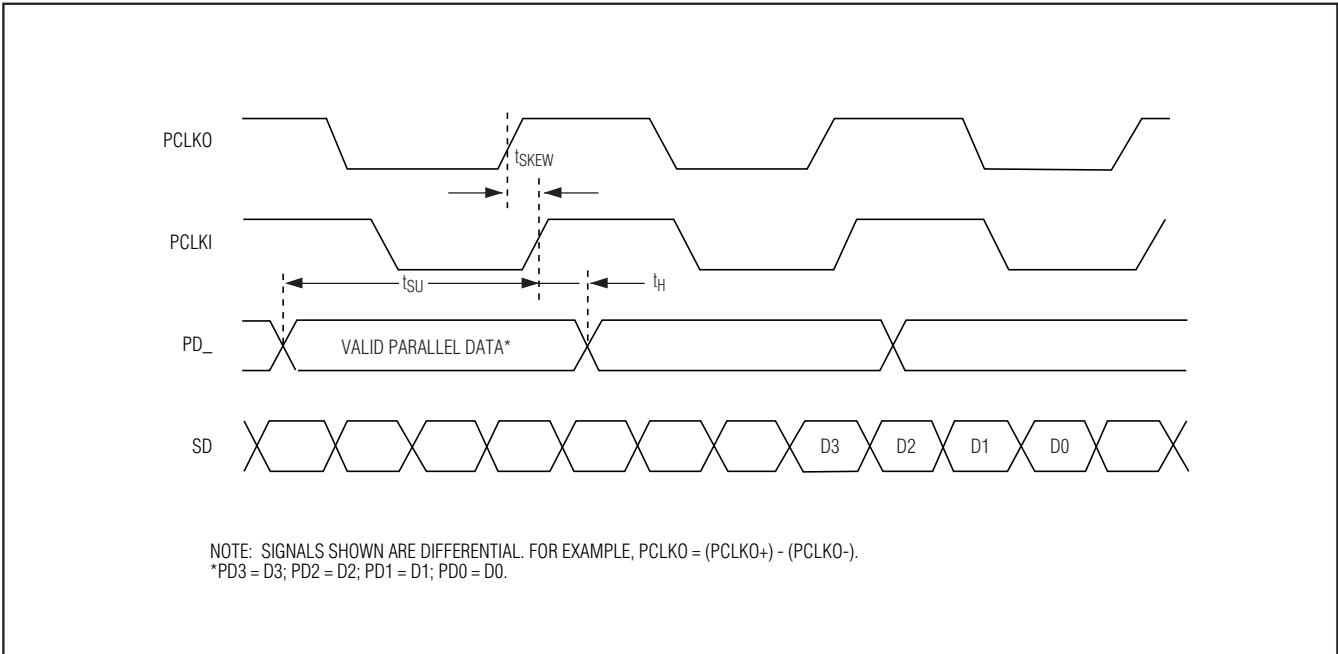 PCLKO
tSKEW
PCLKI
tSU
tH
PD_
VALID PARALLEL DATA*
SD
D3
D2
D1
D0
NOTE: SIGNALS SHOWN ARE DIFFERENTIAL. FOR EXAMPLE, PCLKO = (PCLKO+) - (PCLKO-).
*PD3 = D3; PD2 = D2; PD1 = D1; PD0 = D0.